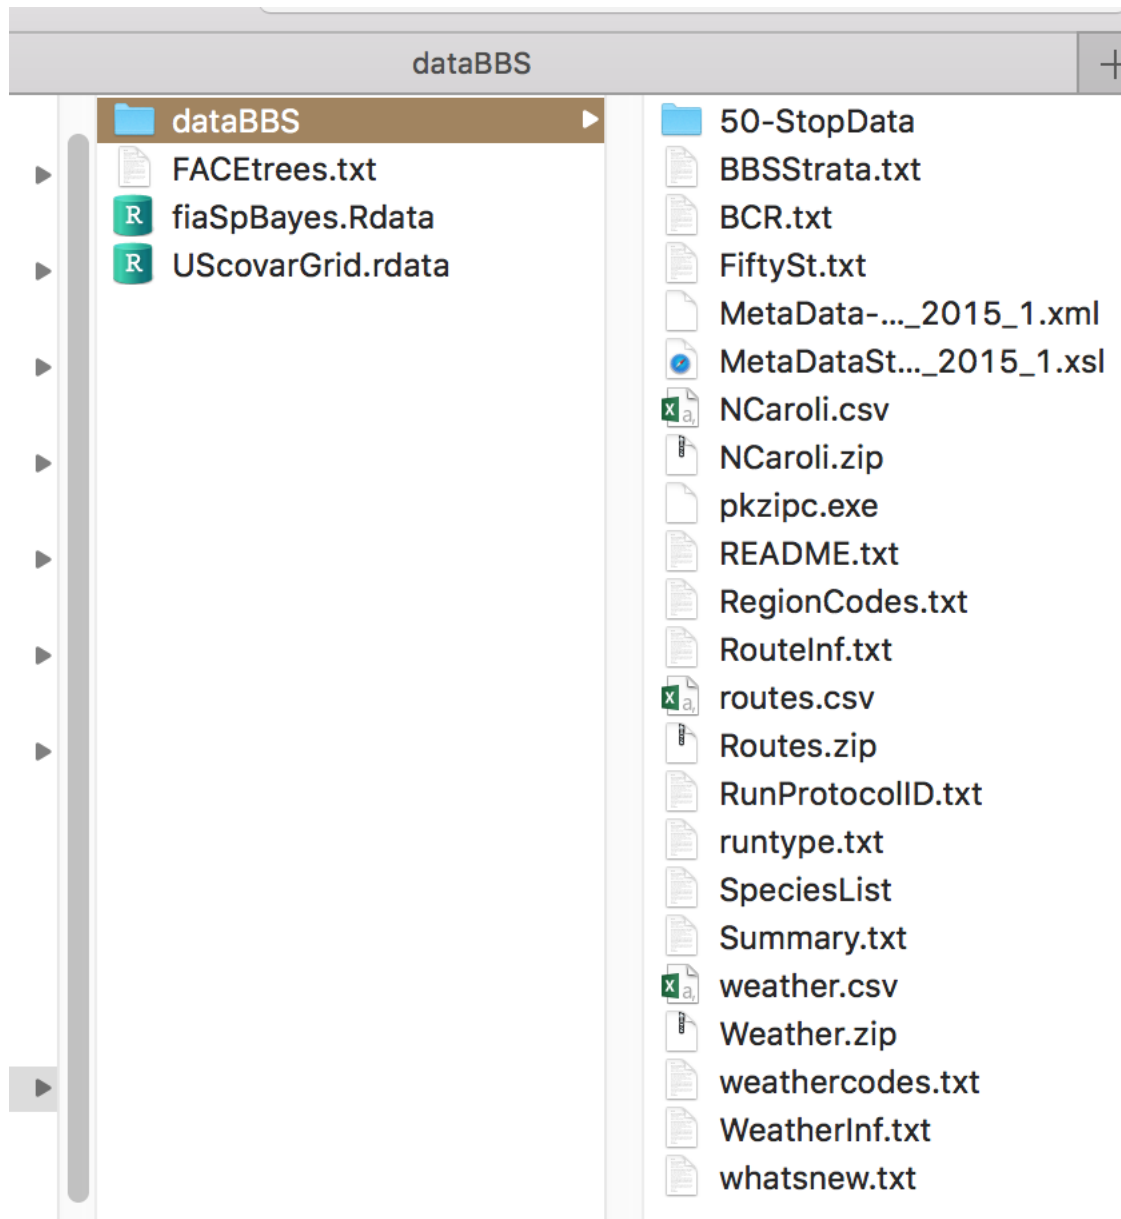 dataBBS
dataBBS
FACEtrees.txt
fiaSpBayes.Rdata
UScovarGrid.rdata
50-StopData
BBSStrata.txt
BCR.txt
FiftySt.txt
MetaData-..._2015_1.xml
MetaDataSt..._2015_1.xsl
NCaroli.csv
NCaroli.zip
pkzipc.exe
README.txt
RegionCodes.txt
RouteInf.txt
routes.csv
Routes.zip
RunProtocolID.txt
runtype.txt
SpeciesList
Summary.txt
weather.csv
Weather.zip
weathercodes.txt
WeatherInf.txt
whatsnew.txt